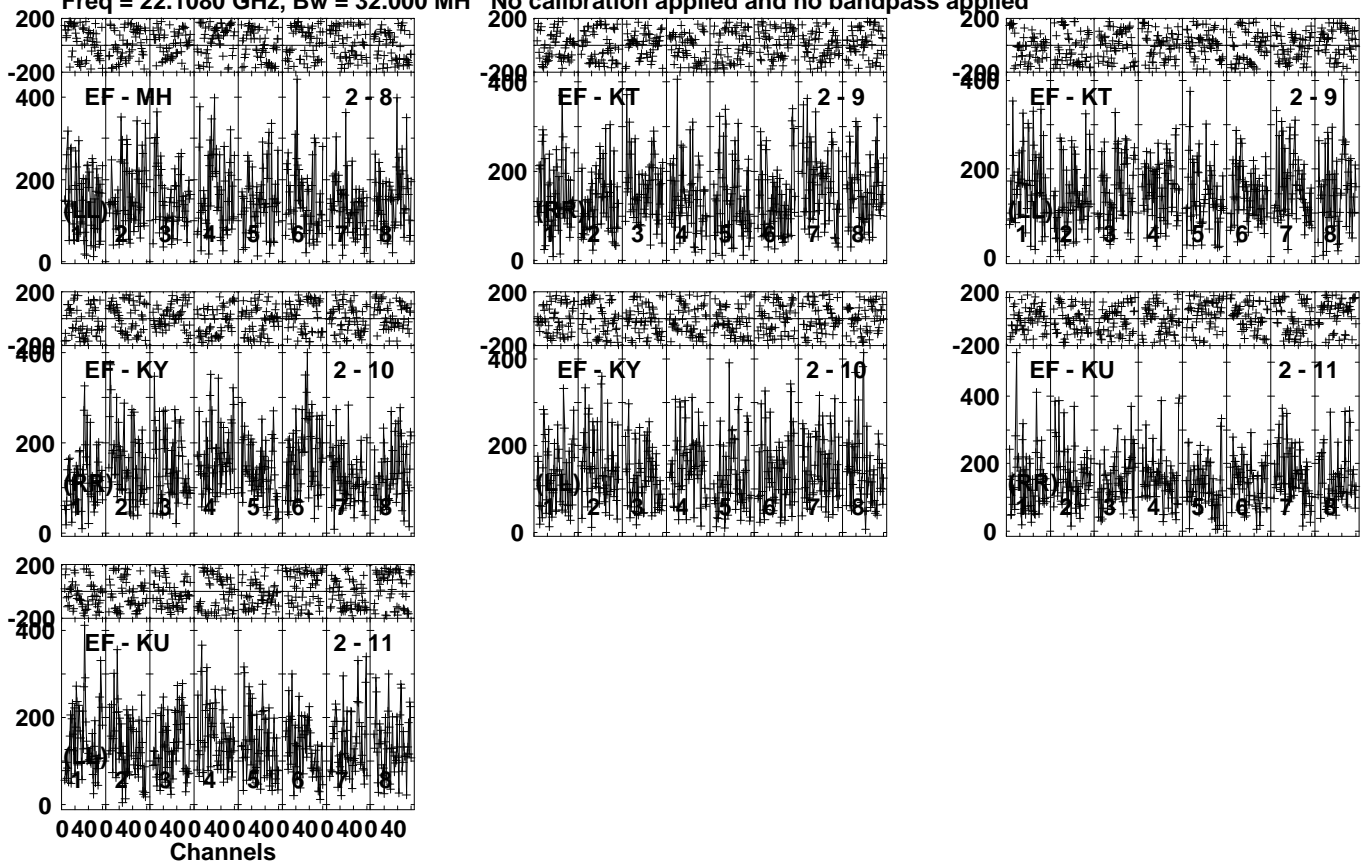 Freq = 22.1080 GHz, Bw = 32.000 MH No calibration applied and no bandpass applied
200
-200
400
200
0
EF - MH 2 - 8
(LL)
1 2 3 4 5 6 7 8
200
-200
400
200
0
EF - KT 2 - 9
(RR)
1 2 3 4 5 6 7 8
200
-200
400
200
0
EF - KT 2 - 9
(LL)
1 2 3 4 5 6 7 8
200
-200
400
200
0
EF - KY 2 - 10
(RR)
1 2 3 4 5 6 7 8
200
-200
400
200
0
EF - KY 2 - 10
(LL)
1 2 3 4 5 6 7 8
200
-200
400
200
0
EF - KU 2 - 11
(RR)
1 2 3 4 5 6 7 8
200
-200
400
200
0
EF - KU 2 - 11
(LL)
1 2 3 4 5 6 7 8
0 40 0 40 0 40 0 40 0 40 0 40 0 40 0 40
Channels